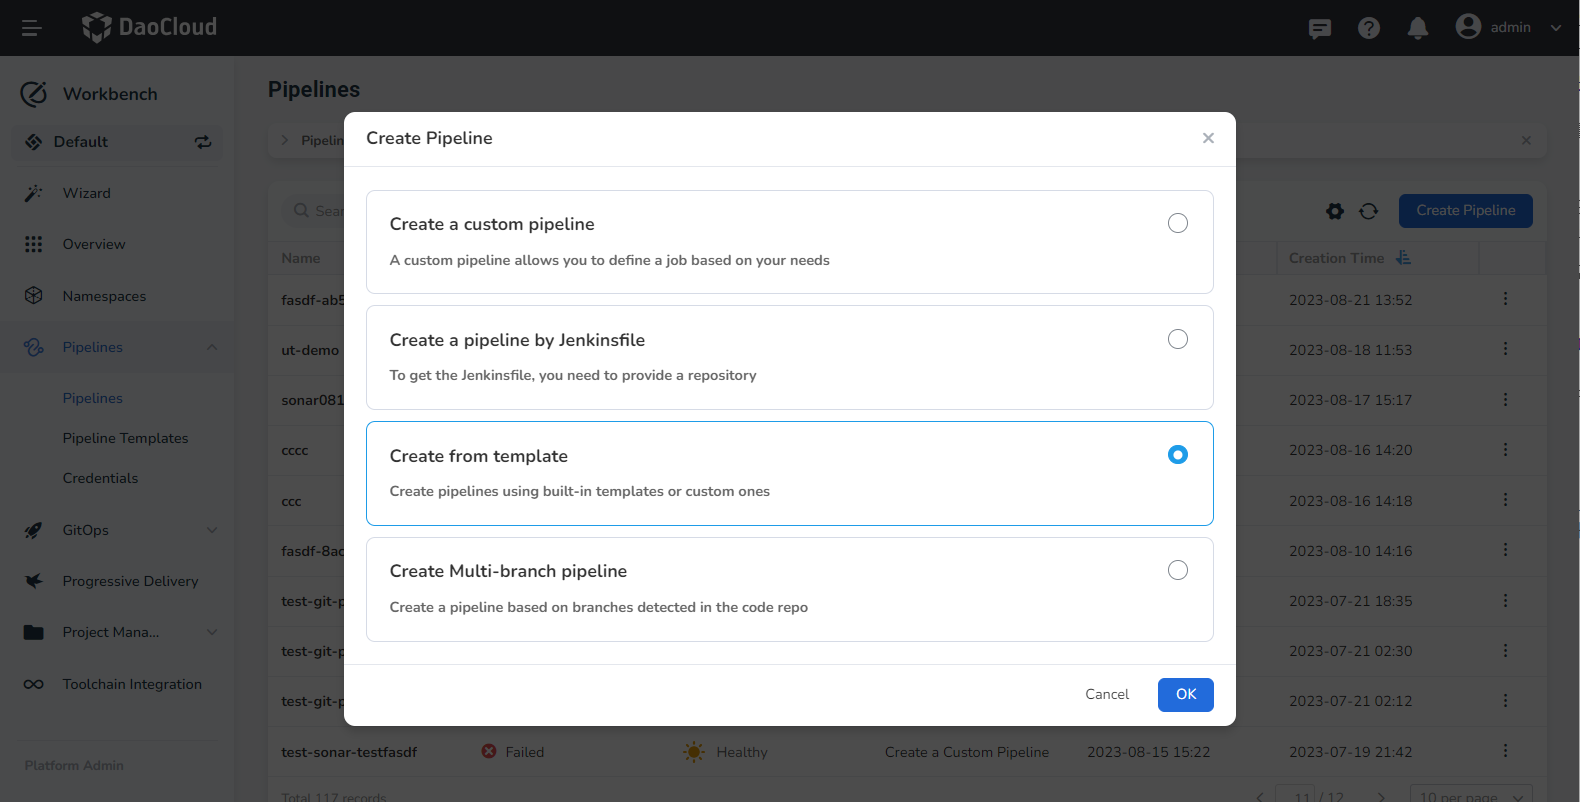 DaoCloud
admin
Workbench
Default
Wizard
Overview
Namespaces
Pipelines
Pipelines
Pipeline Templates
Credentials
GitOps
Progressive Delivery
Project Mana...
Toolchain Integration
Platform Admin
Pipelines
Pipelin
Sear
Create Pipeline
Name
Creation Time
fasdf-ab5
2023-08-21 13:52
ut-demo
2023-08-18 11:53
sonar081
2023-08-17 15:17
cccc
2023-08-16 14:20
ccc
2023-08-16 14:18
fasdf-8ac
2023-08-10 14:16
test-git-p
2023-07-21 18:35
test-git-p
2023-07-21 02:30
test-git-p
2023-07-21 02:12
test-sonar-testfasdf Failed Healthy Create a Custom Pipeline 2023-08-15 15:22 2023-07-19 21:42
Total 117 records
11 / 12
10 per page
Create Pipeline
Create a custom pipeline
A custom pipeline allows you to define a job based on your needs
Create a pipeline by Jenkinsfile
To get the Jenkinsfile, you need to provide a repository
Create from template
Create pipelines using built-in templates or custom ones
Create Multi-branch pipeline
Create a pipeline based on branches detected in the code repo
Cancel
OK